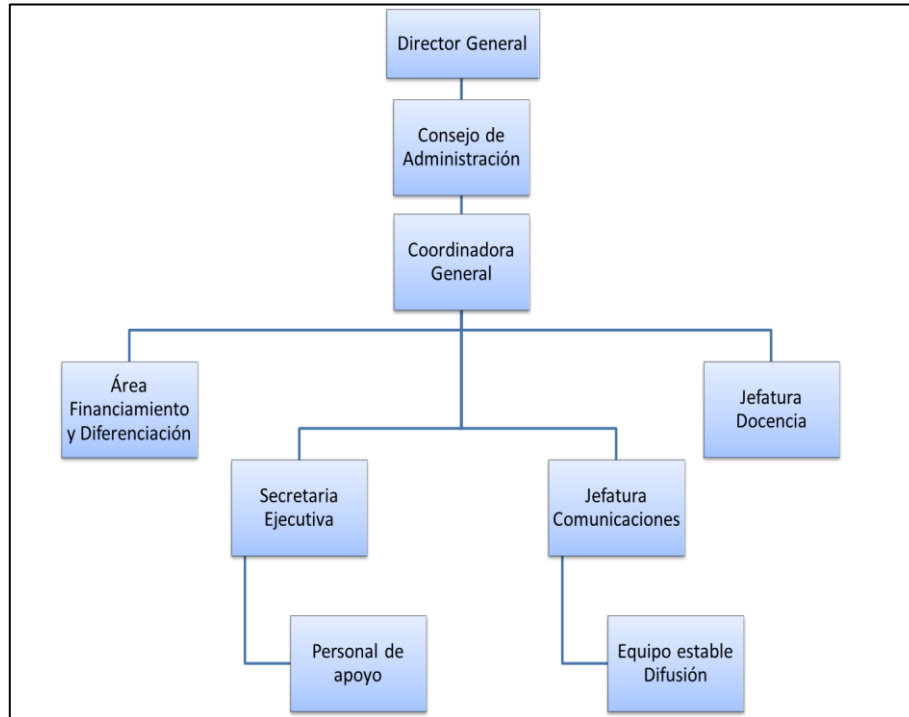 Director General
Consejo de
Administración
Coordinadora
General
Área
Financiamiento
y Diferenciación
Jefatura
Docencia
Secretaria
Ejecutiva
Jefatura
Comunicaciones
Personal de
apoyo
Equipo estable
Difusión